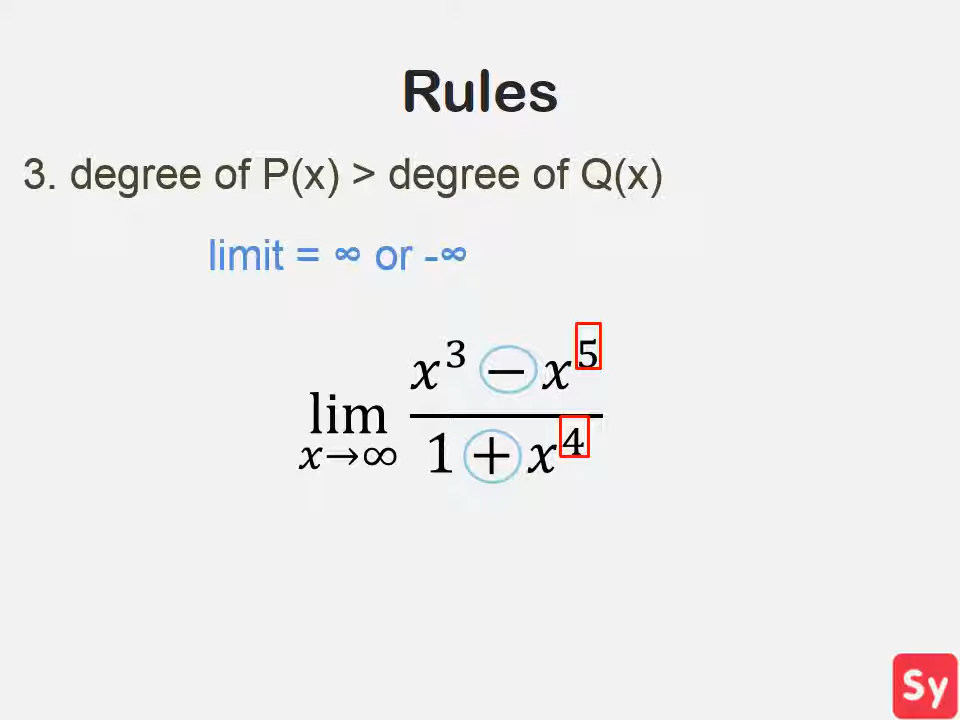 Rules
3. degree of P(x) > degree of Q(x)
limit = ∞ or -∞
lim x→∞ (x³ − x⁵)/(1 + x⁴)
Sy